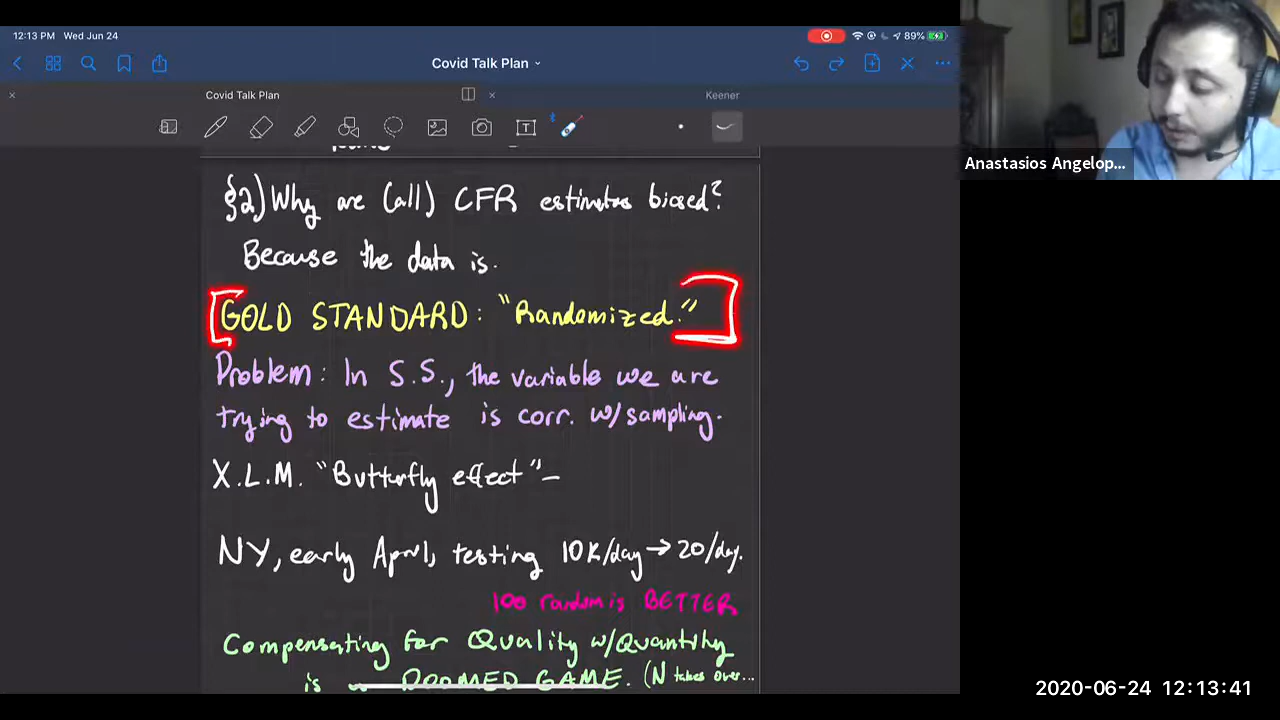 12:13 PM Wed Jun 24
89%
Covid Talk Plan
Covid Talk Plan
Keener
§2) Why are (all) CFR estimates biased?
Because the data is.
GOLD STANDARD: "Randomized."
Problem: In S.S., the variable we are
trying to estimate is corr. w/sampling.
X.L.M. "Butterfly effect" –
NY, early April, testing 10K/day → 20/day.
100 random is BETTER
Compensating for Quality w/Quantity
is DOOMED GAME. (N takes over...
Anastasios Angelop...
2020-06-24 12:13:41